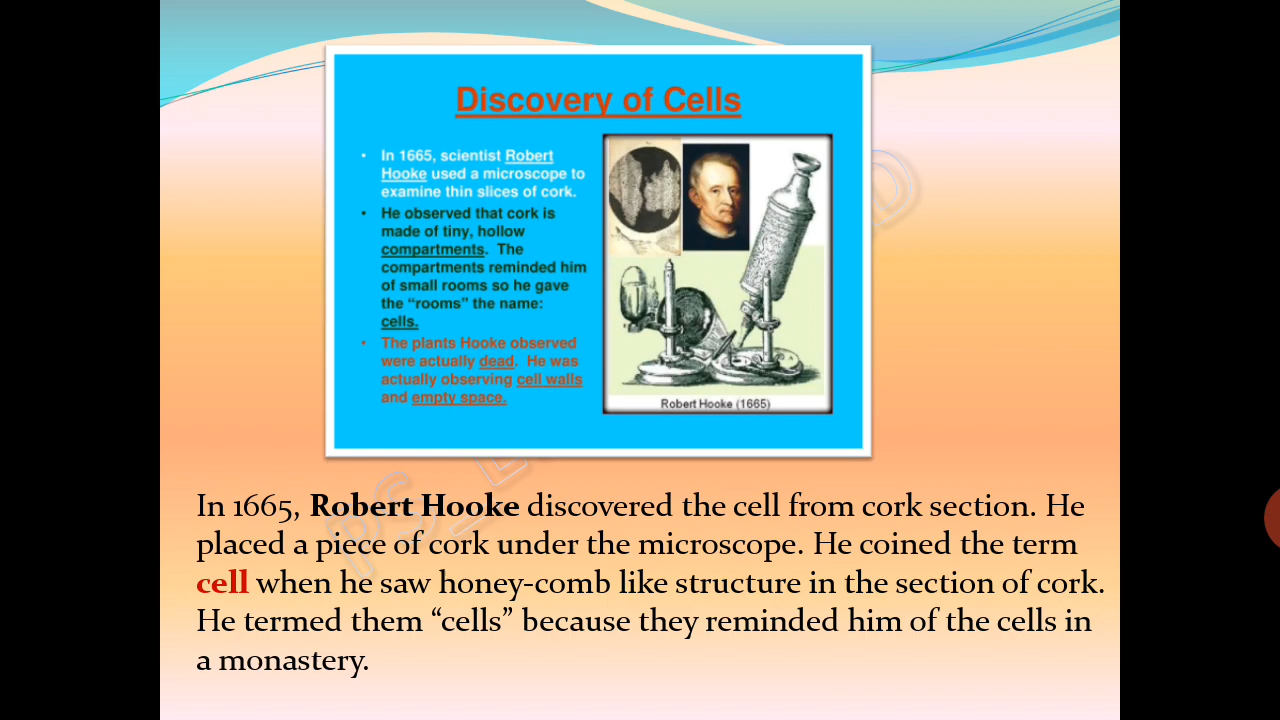 Discovery of Cells
• In 1665, scientist Robert
Hooke used a microscope to
examine thin slices of cork.
• He observed that cork is
made of tiny, hollow
compartments. The
compartments reminded him
of small rooms so he gave
the “rooms” the name:
cells.
• The plants Hooke observed
were actually dead. He was
actually observing cell walls
and empty space.
Robert Hooke (1665)
In 1665, Robert Hooke discovered the cell from cork section. He
placed a piece of cork under the microscope. He coined the term
cell when he saw honey-comb like structure in the section of cork.
He termed them “cells” because they reminded him of the cells in
a monastery.